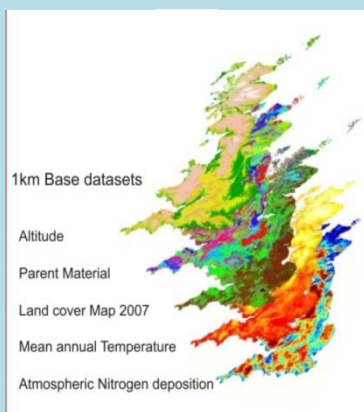 1km Base datasets
Altitude
Parent Material
Land cover Map 2007
Mean annual Temperature
Atmospheric Nitrogen deposition